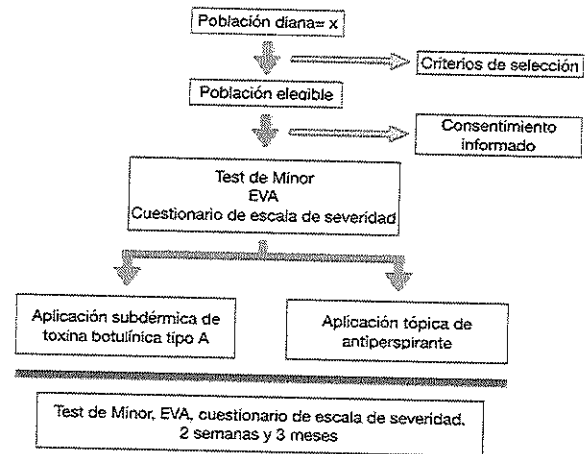 Población diana= x
Criterios de selección
Población elegible
Consentimiento
informado
Test de Minor
EVA
Cuestionario de escala de severidad
Aplicación subdérmica de
toxina botulínica tipo A
Aplicación tópica de
antiperspirante
Test de Minor, EVA, cuestionario de escala de severidad.
2 semanas y 3 meses